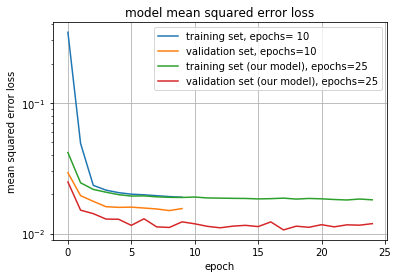 model mean squared error loss
training set, epochs= 10
validation set, epochs=10
training set (our model), epochs=25
validation set (our model), epochs=25
mean squared error loss
10⁻¹
10⁻²
0 5 10 15 20 25
epoch